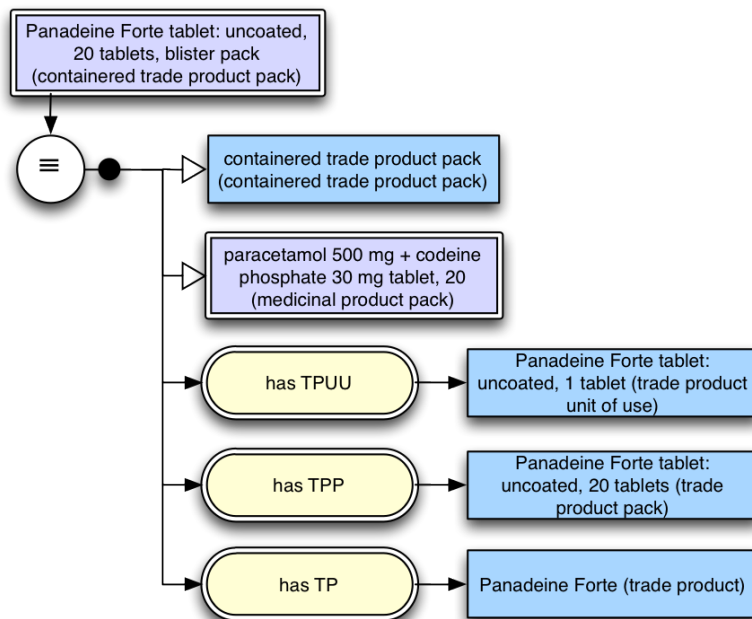 Panadeine Forte tablet: uncoated,
20 tablets, blister pack
(containered trade product pack)
≡
containered trade product pack
(containered trade product pack)
paracetamol 500 mg + codeine
phosphate 30 mg tablet, 20
(medicinal product pack)
has TPUU
Panadeine Forte tablet:
uncoated, 1 tablet (trade product
unit of use)
has TPP
Panadeine Forte tablet:
uncoated, 20 tablets (trade
product pack)
has TP
Panadeine Forte (trade product)